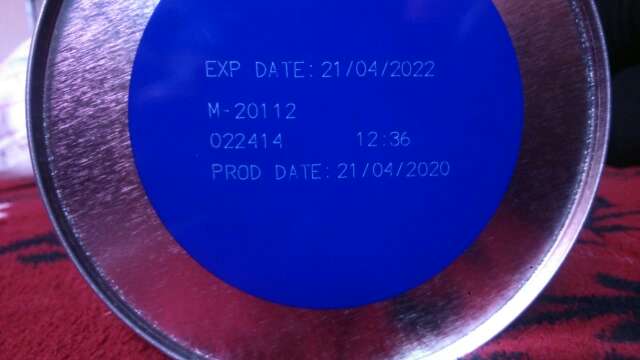 EXP DATE: 21/04/2022
M-20112
022414 12:36
PROD DATE: 21/04/2020